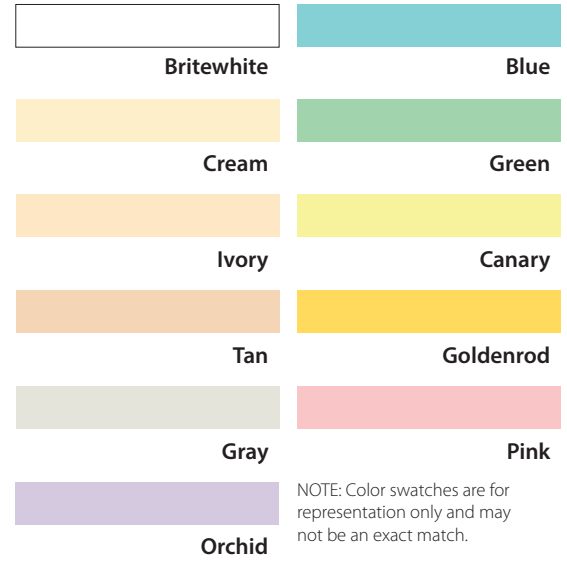 Britewhite
Blue
Cream
Green
Ivory
Canary
Tan
Goldenrod
Gray
Pink
Orchid
NOTE: Color swatches are for
representation only and may
not be an exact match.